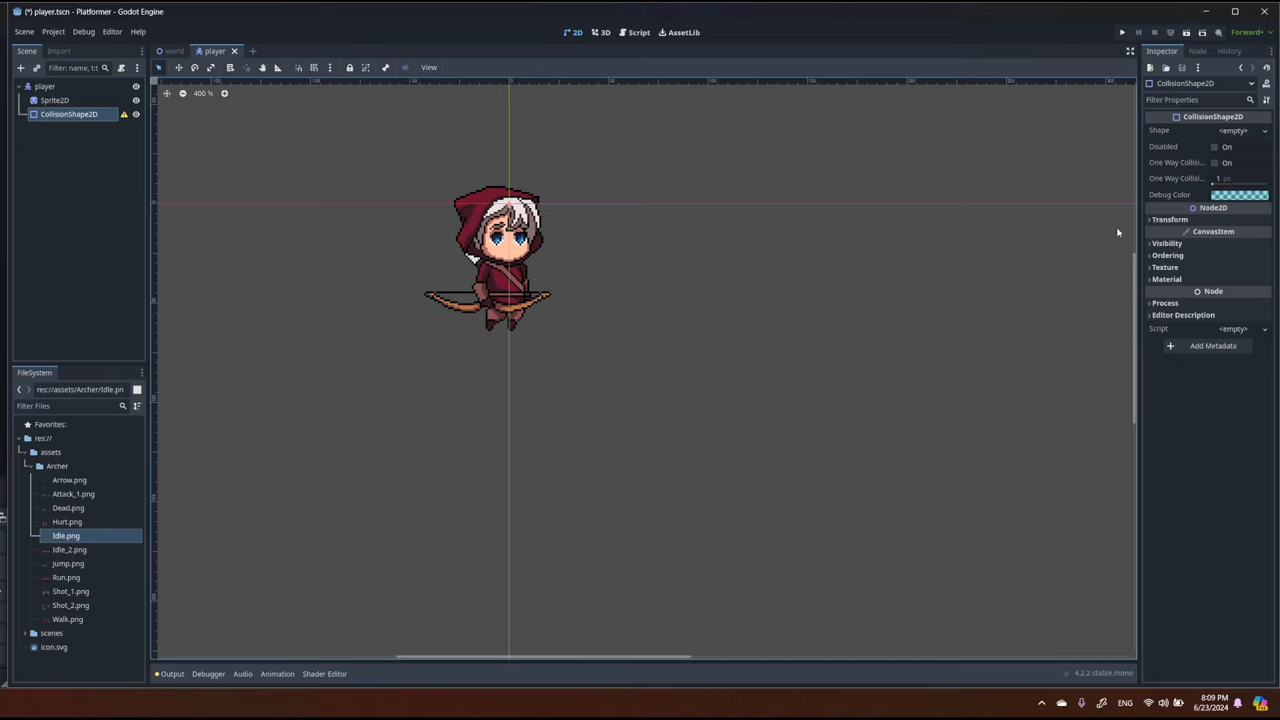 (*) player.tscn - Platformer - Godot Engine
Scene Project Debug Editor Help
2D 3D Script AssetLib
Forward+
Scene Import
world player
Inspector Node History
Filter: name, t:t
View
CollisionShape2D
Filter Properties
player
Sprite2D
CollisionShape2D
400 %
CollisionShape2D
Shape <empty>
Disabled On
One Way Collisi... On
One Way Collisi... 1 px
Debug Color
Node2D
Transform
CanvasItem
Visibility
Ordering
Texture
Material
Node
Process
Editor Description
Script <empty>
Add Metadata
FileSystem
res://assets/Archer/Idle.pn
Filter Files
Favorites:
res://
assets
Archer
Arrow.png
Attack_1.png
Dead.png
Hurt.png
Idle.png
Idle_2.png
Jump.png
Run.png
Shot_1.png
Shot_2.png
Walk.png
scenes
icon.svg
Output Debugger Audio Animation Shader Editor
4.2.2.stable.mono
ENG
8:09 PM
6/23/2024